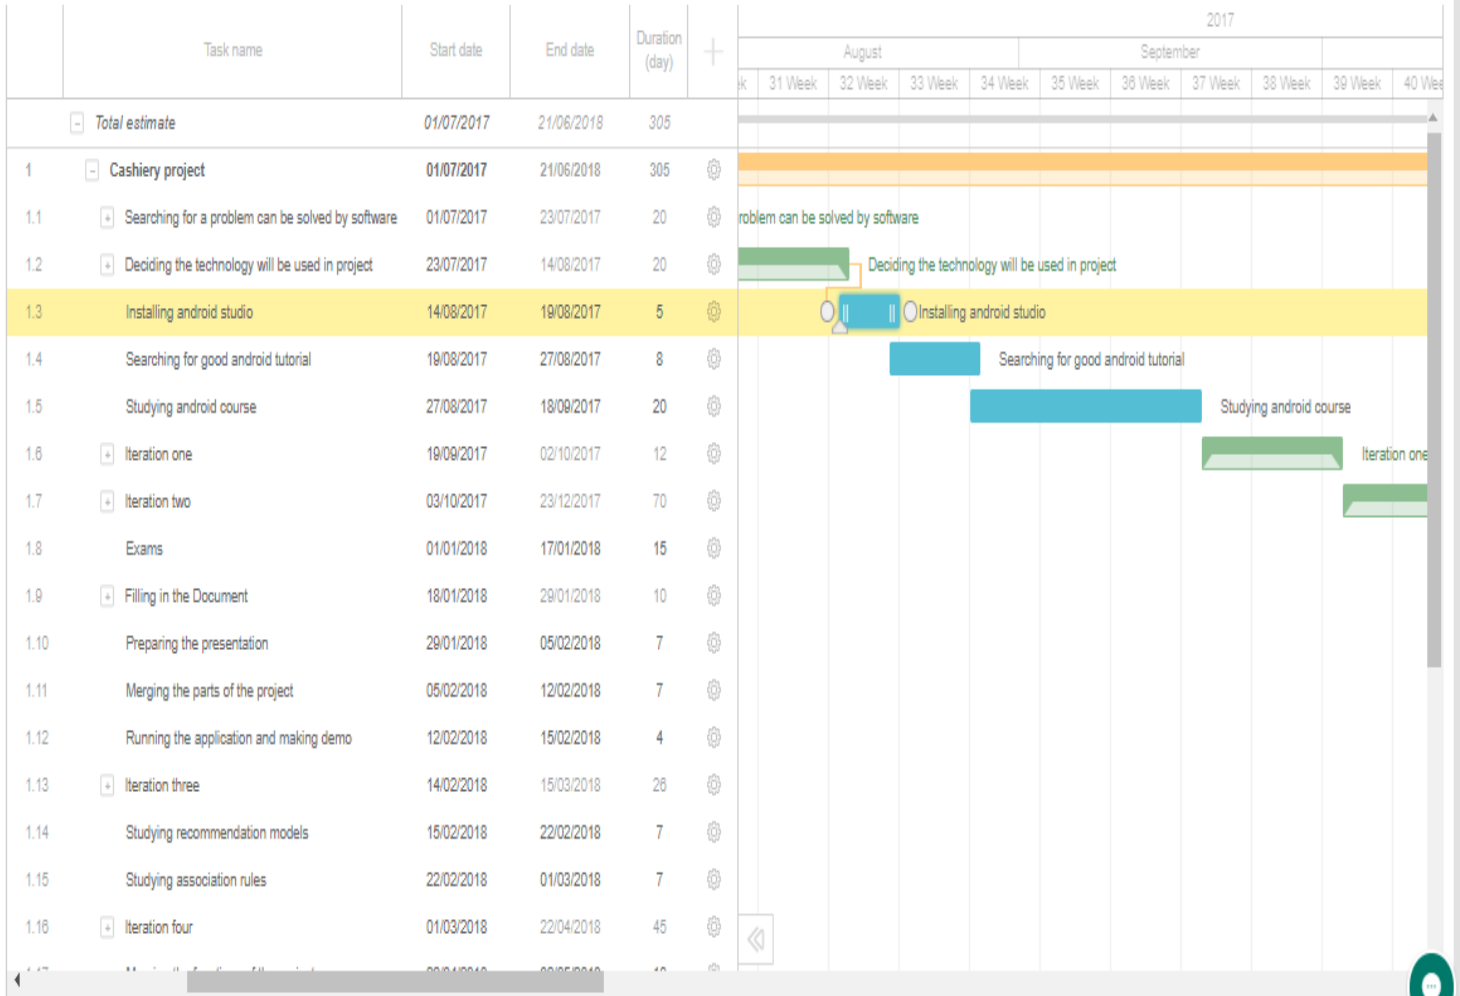 2017
Task name Start date End date Duration (day) August September
31 Week 32 Week 33 Week 34 Week 35 Week 36 Week 37 Week 38 Week 39 Week 40
Total estimate 01/07/2017 21/06/2018 305
1 Cashiery project 01/07/2017 21/06/2018 305
1.1 Searching for a problem can be solved by software 01/07/2017 23/07/2017 20 roblem can be solved by software
1.2 Deciding the technology will be used in project 23/07/2017 14/08/2017 20 Deciding the technology will be used in project
1.3 Installing android studio 14/08/2017 19/08/2017 5 Installing android studio
1.4 Searching for good android tutorial 19/08/2017 27/08/2017 8 Searching for good android tutorial
1.5 Studying android course 27/08/2017 18/09/2017 20 Studying android course
1.6 Iteration one 19/09/2017 02/10/2017 12 Iteration one
1.7 Iteration two 03/10/2017 23/12/2017 70
1.8 Exams 01/01/2018 17/01/2018 15
1.9 Filling in the Document 18/01/2018 29/01/2018 10
1.10 Preparing the presentation 29/01/2018 05/02/2018 7
1.11 Merging the parts of the project 05/02/2018 12/02/2018 7
1.12 Running the application and making demo 12/02/2018 15/02/2018 4
1.13 Iteration three 14/02/2018 15/03/2018 26
1.14 Studying recommendation models 15/02/2018 22/02/2018 7
1.15 Studying association rules 22/02/2018 01/03/2018 7
1.16 Iteration four 01/03/2018 22/04/2018 45